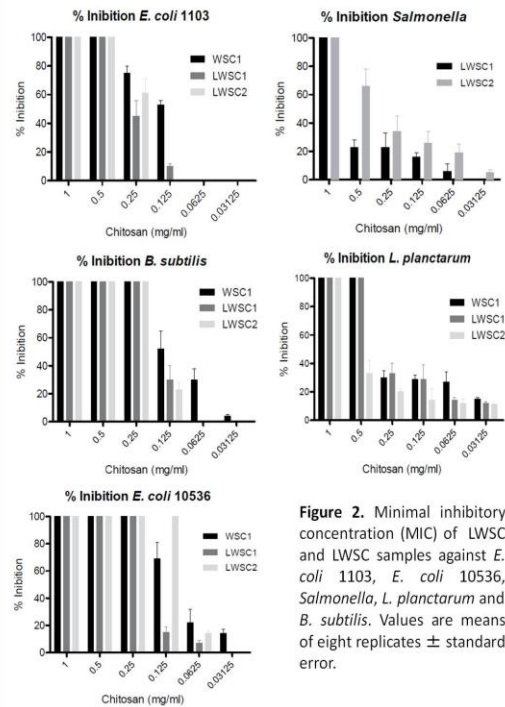 % Inibition E. coli 1103
% Inibition
100
80
60
40
20
0
WSC1
LWSC1
LWSC2
1
0.5
0.25
0.125
0.0625
0.03125
Chitosan (mg/ml)
% Inibition Salmonella
% Inibition
100
80
60
40
20
0
LWSC1
LWSC2
1
0.5
0.25
0.125
0.0625
0.03125
Chitosan (mg/ml)
% Inibition B. subtilis
% Inibition
100
80
60
40
20
0
WSC1
LWSC1
LWSC2
1
0.5
0.25
0.125
0.0625
0.03125
Chitosan (mg/ml)
% Inibition L. planctarum
% Inibition
100
80
60
40
20
0
WSC1
LWSC1
LWSC2
1
0.5
0.25
0.125
0.0625
0.03125
Chitosan (mg/ml)
% Inibition E. coli 10536
% Inibition
100
80
60
40
20
0
WSC1
LWSC1
LWSC2
1
0.5
0.25
0.125
0.0625
0.03125
Chitosan (mg/ml)
Figure 2. Minimal inhibitory
concentration (MIC) of LWSC
and LWSC samples against E.
coli 1103, E. coli 10536,
Salmonella, L. planctarum and
B. subtilis. Values are means
of eight replicates ± standard
error.